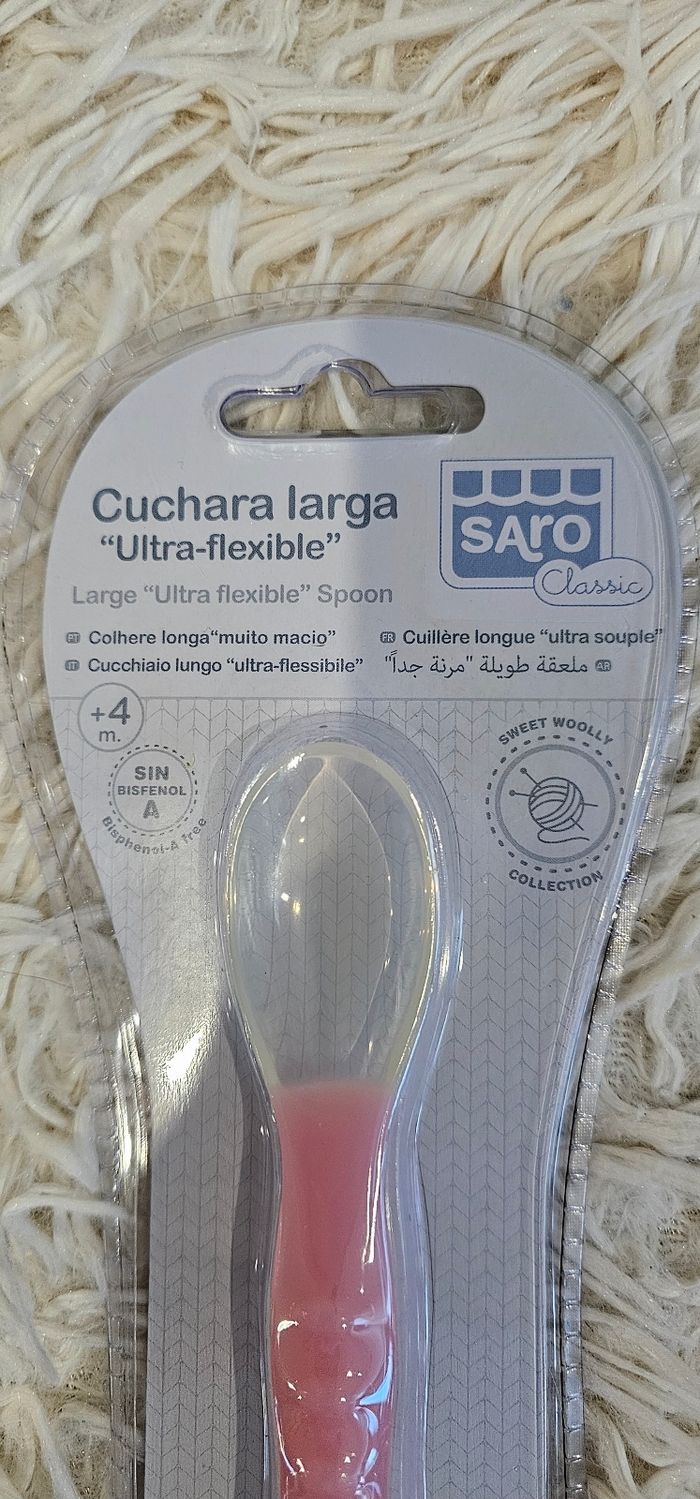 Cuchara larga
"Ultra-flexible"
Large "Ultra flexible" Spoon
SAro
Classic
PT Colhere longa"muito macio"
FR Cuillère longue "ultra souple"
IT Cucchiaio lungo "ultra-flessibile"
AR ملعقة طويلة "مرنة جداً"
+4
m.
SIN
BISFENOL
A
Bisphenol-A free
SWEET WOOLLY
COLLECTION